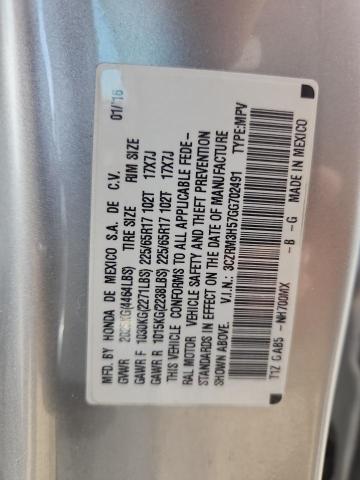 MFD. BY HONDA DE MEXICO S.A. DE C.V. 01/16
GVWR 2025KG(4464LBS) TIRE SIZE RIM SIZE
GAWR F 1030KG(2271LBS) 225/65R17 102T 17X7J
GAWR R 1015KG(2238LBS) 225/65R17 102T 17X7J
THIS VEHICLE CONFORMS TO ALL APPLICABLE FEDE-
RAL MOTOR VEHICLE SAFETY AND THEFT PREVENTION
STANDARDS IN EFFECT ON THE DATE OF MANUFACTURE
V.I.N.: 3CZRM3H57GG702491 TYPE:MPV
T1Z CAB5 -NH700MX -B -G MADE IN MEXICO